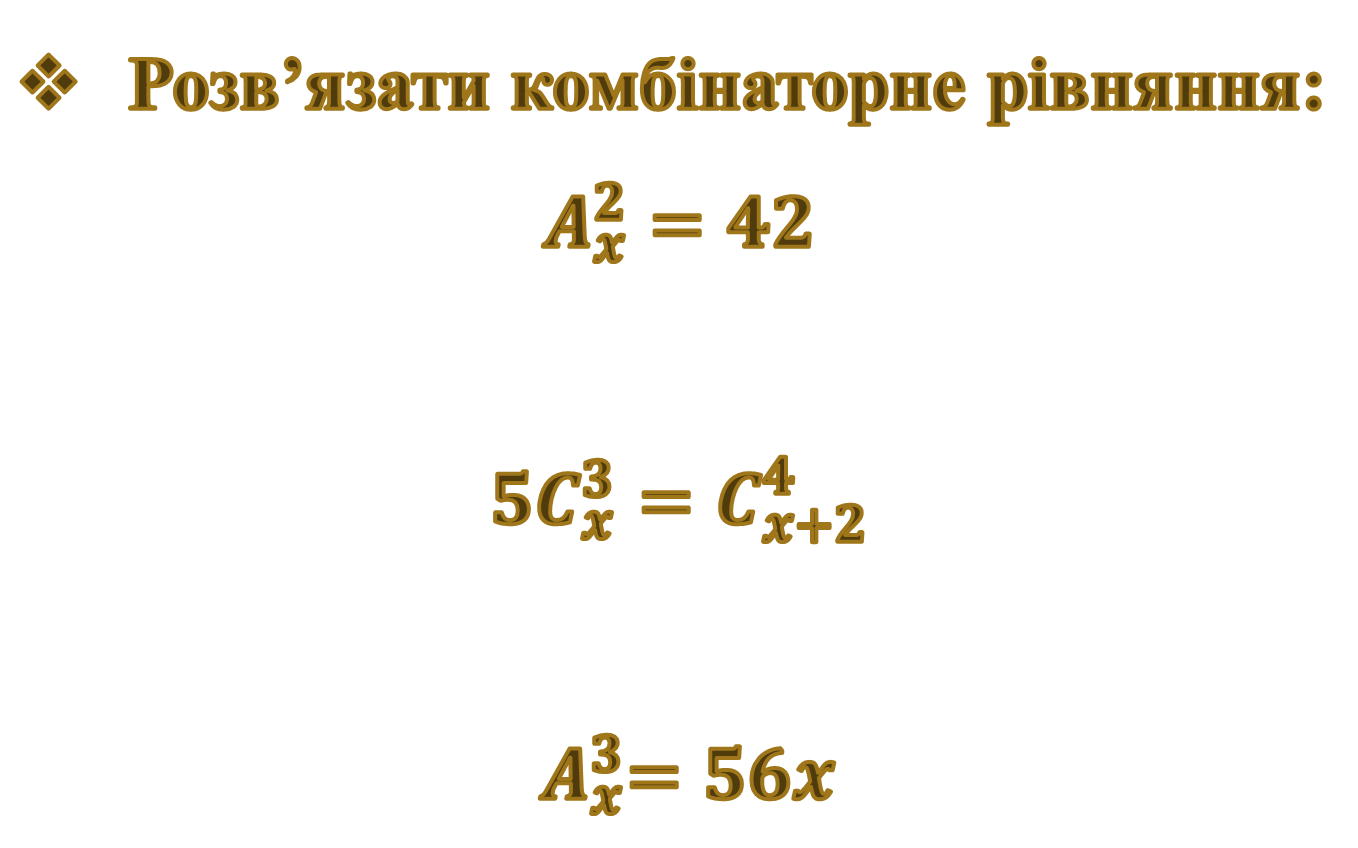 ❖ Розв’язати комбінаторне рівняння:
$A_x^2 = 42$
$5C_x^3 = C_{x+2}^4$
$A_x^3 = 56x$